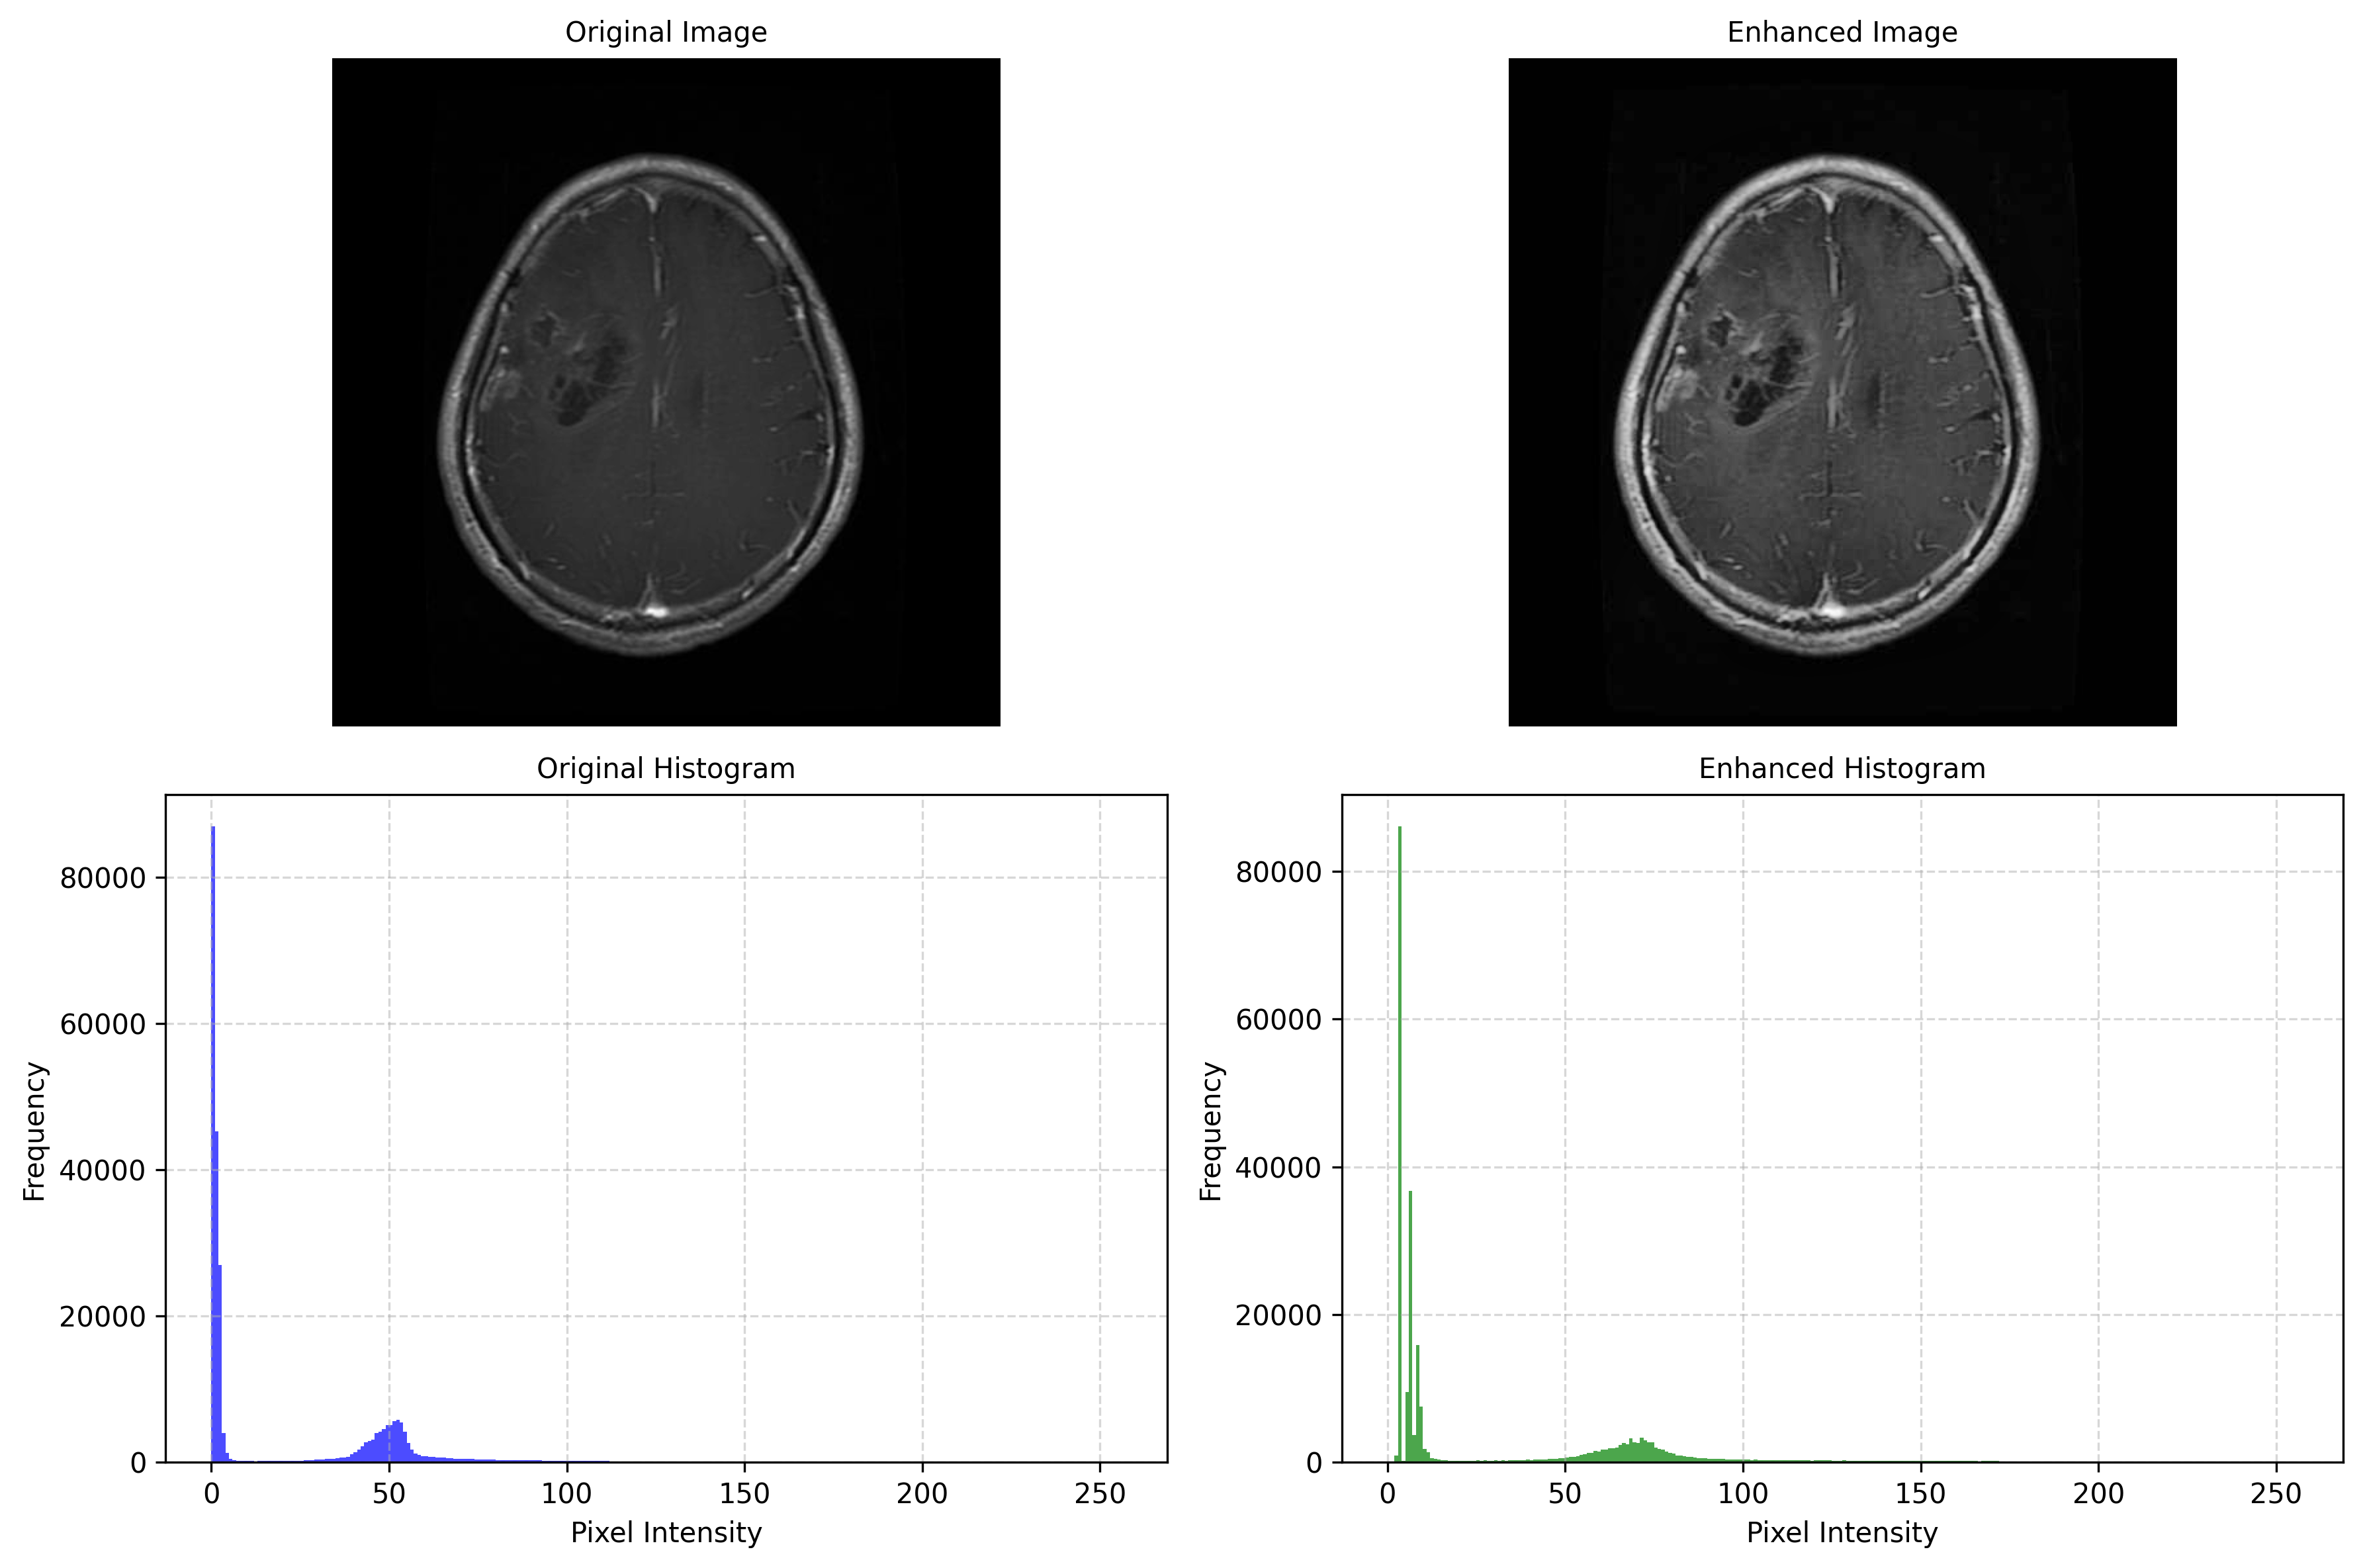 Original Image
Enhanced Image
Original Histogram
Enhanced Histogram
Frequency
80000
60000
40000
20000
0
0 50 100 150 200 250
Pixel Intensity
Frequency
80000
60000
40000
20000
0
0 50 100 150 200 250
Pixel Intensity